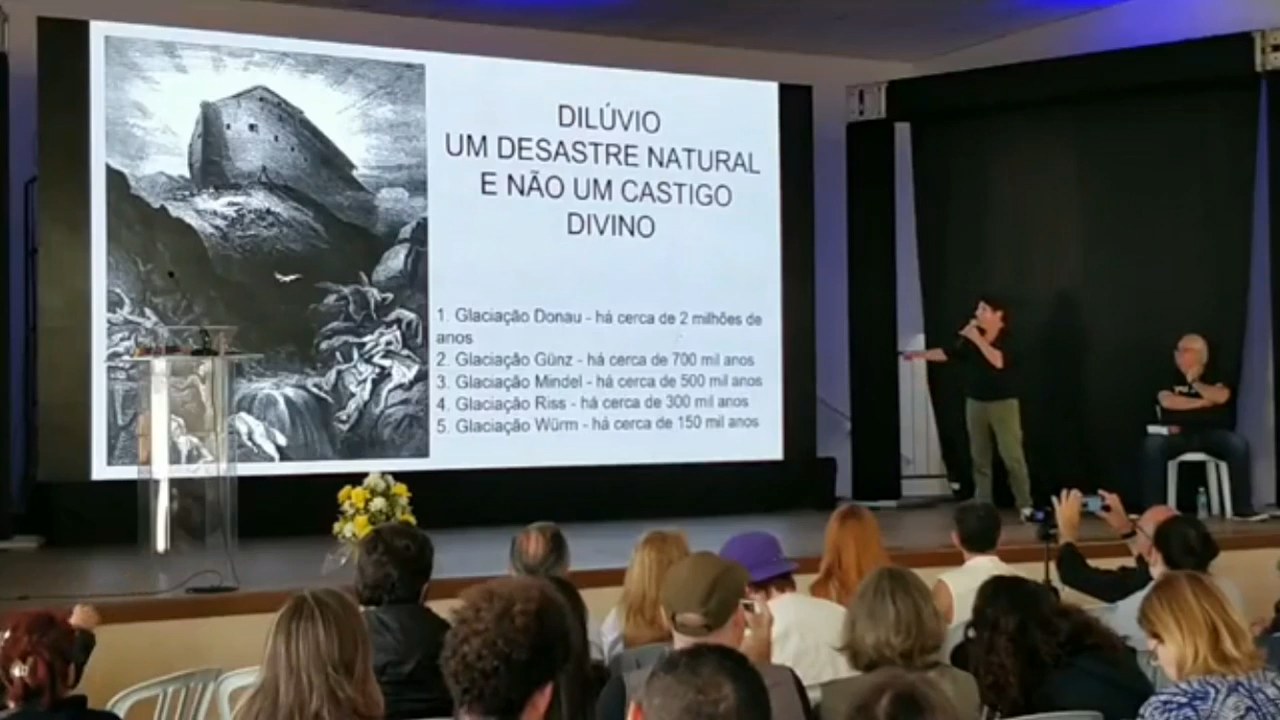 DILÚVIO
UM DESASTRE NATURAL
E NÃO UM CASTIGO
DIVINO
1. Glaciação Donau - há cerca de 2 milhões de
anos
2. Glaciação Günz - há cerca de 700 mil anos
3. Glaciação Mindel - há cerca de 500 mil anos
4. Glaciação Riss - há cerca de 300 mil anos
5. Glaciação Würm - há cerca de 150 mil anos